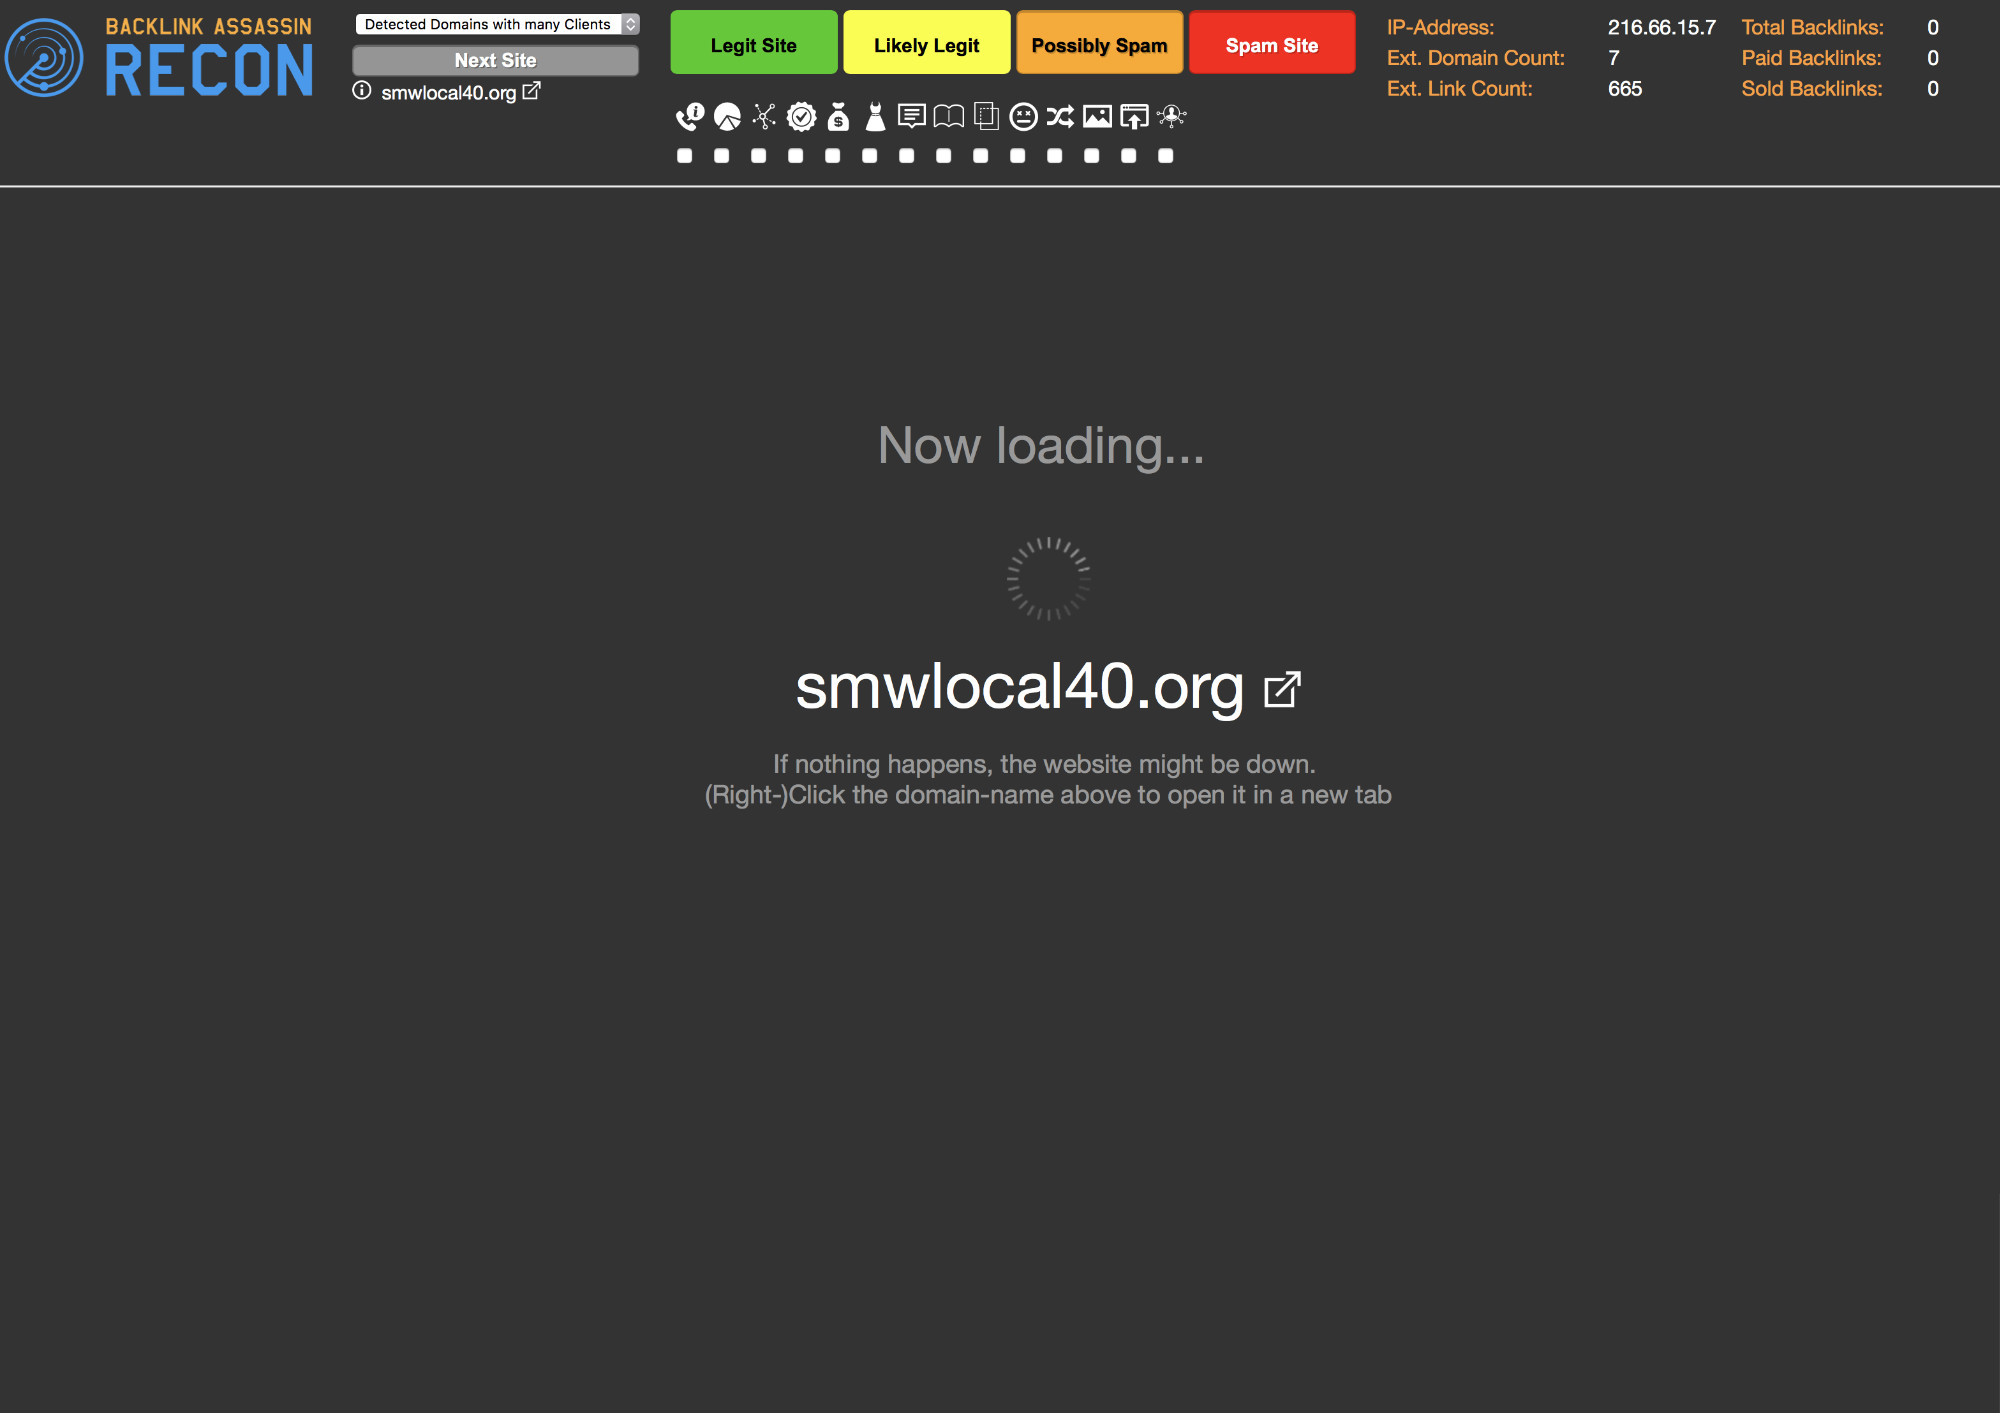 BACKLINK ASSASSIN
RECON
Detected Domains with many Clients
Next Site
smwlocal40.org
Legit Site
Likely Legit
Possibly Spam
Spam Site
IP-Address: 216.66.15.7 Total Backlinks: 0
Ext. Domain Count: 7 Paid Backlinks: 0
Ext. Link Count: 665 Sold Backlinks: 0
Now loading...
smwlocal40.org
If nothing happens, the website might be down.
(Right-)Click the domain-name above to open it in a new tab